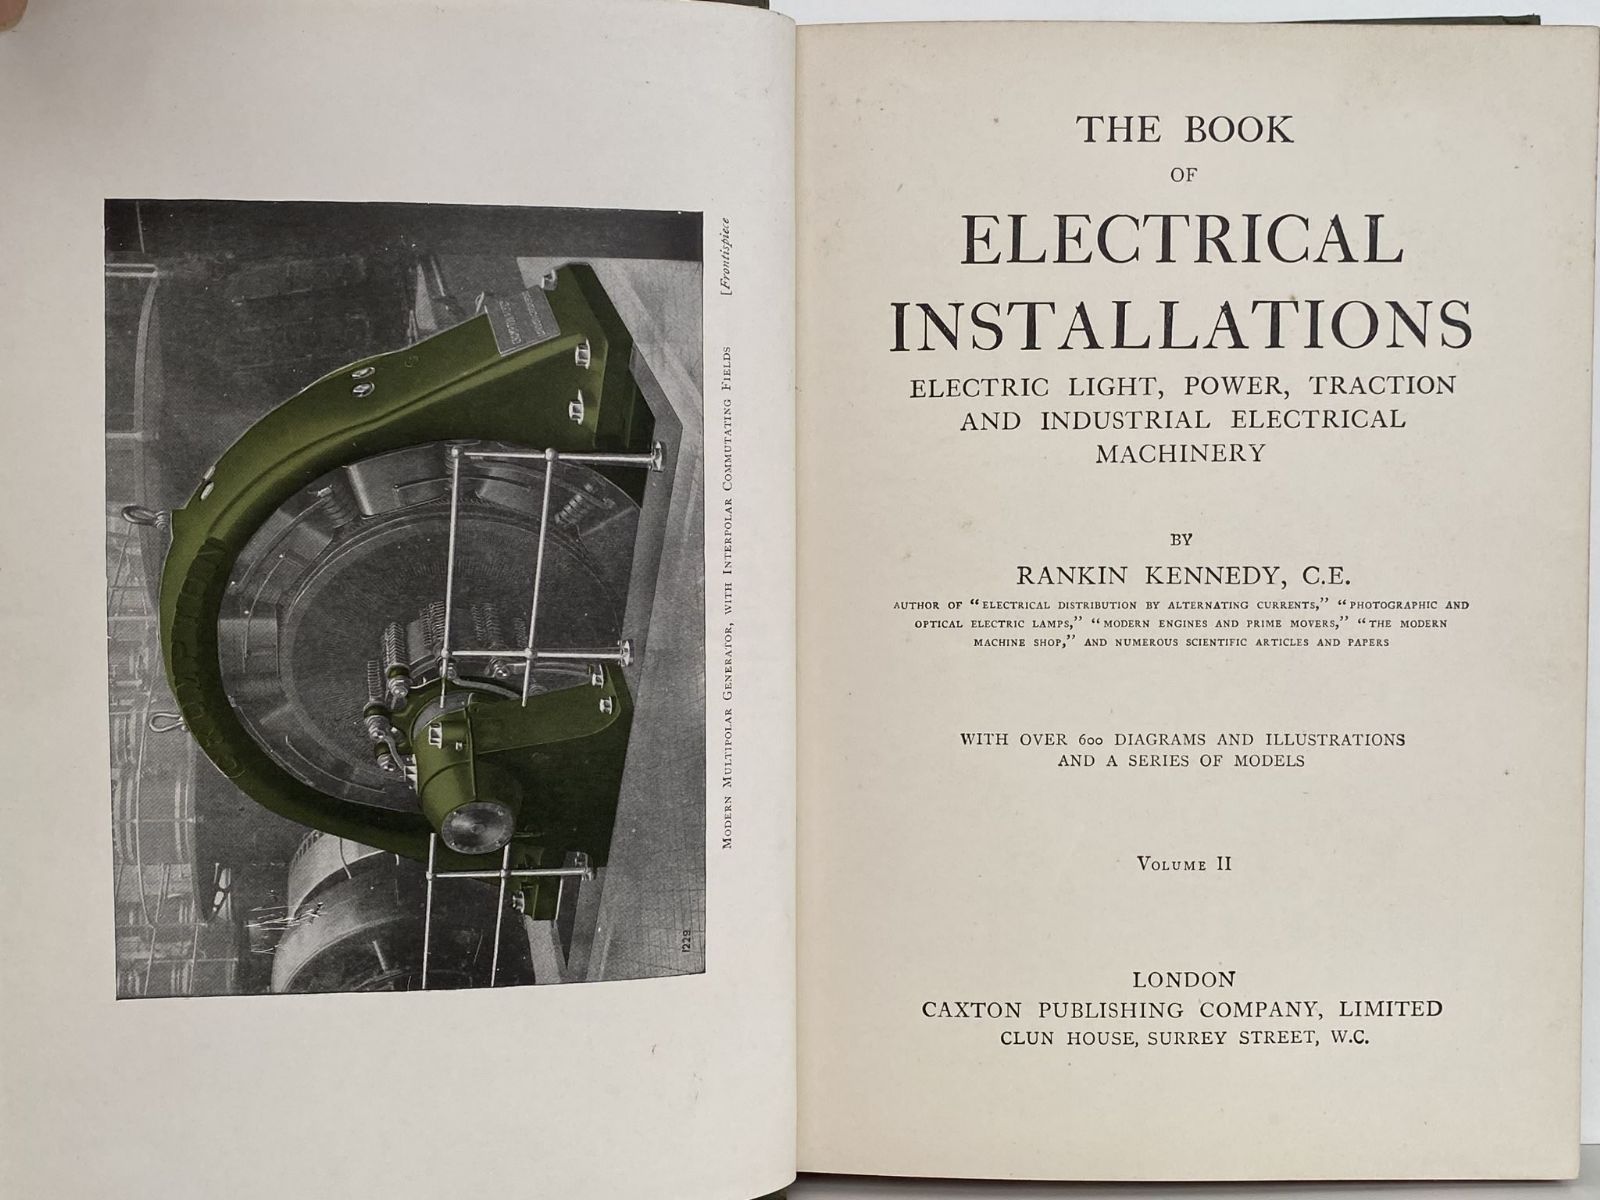 MODERN MULTIPOLAR GENERATOR, WITH INTERPOLAR COMMUTATING FIELDS [Frontispiece
1229
THE BOOK
OF
ELECTRICAL
INSTALLATIONS
ELECTRIC LIGHT, POWER, TRACTION
AND INDUSTRIAL ELECTRICAL
MACHINERY
BY
RANKIN KENNEDY, C.E.
AUTHOR OF “ELECTRICAL DISTRIBUTION BY ALTERNATING CURRENTS,” “PHOTOGRAPHIC AND
OPTICAL ELECTRIC LAMPS,” “MODERN ENGINES AND PRIME MOVERS,” “THE MODERN
MACHINE SHOP,” AND NUMEROUS SCIENTIFIC ARTICLES AND PAPERS
WITH OVER 600 DIAGRAMS AND ILLUSTRATIONS
AND A SERIES OF MODELS
VOLUME II
LONDON
CAXTON PUBLISHING COMPANY, LIMITED
CLUN HOUSE, SURREY STREET, W.C.